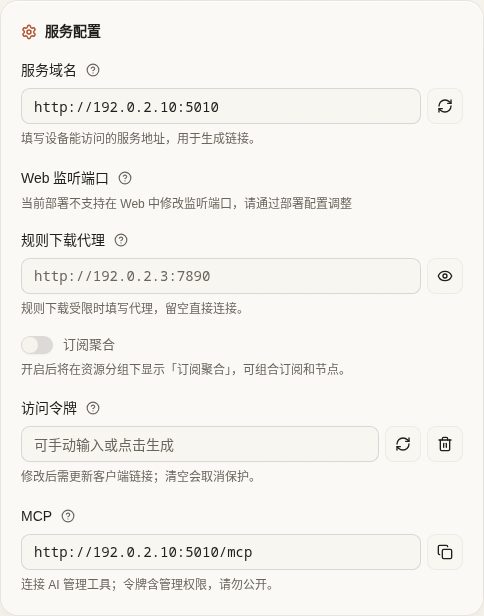 服务配置
服务域名
http://192.0.2.10:5010
填写设备能访问的服务地址，用于生成链接。
Web 监听端口
当前部署不支持在 Web 中修改监听端口，请通过部署配置调整
规则下载代理
http://192.0.2.3:7890
规则下载受限时填写代理，留空直接连接。
订阅聚合
开启后将在资源分组下显示「订阅聚合」，可组合订阅和节点。
访问令牌
可手动输入或点击生成
修改后需更新客户端链接；清空会取消保护。
MCP
http://192.0.2.10:5010/mcp
连接 AI 管理工具；令牌含管理权限，请勿公开。